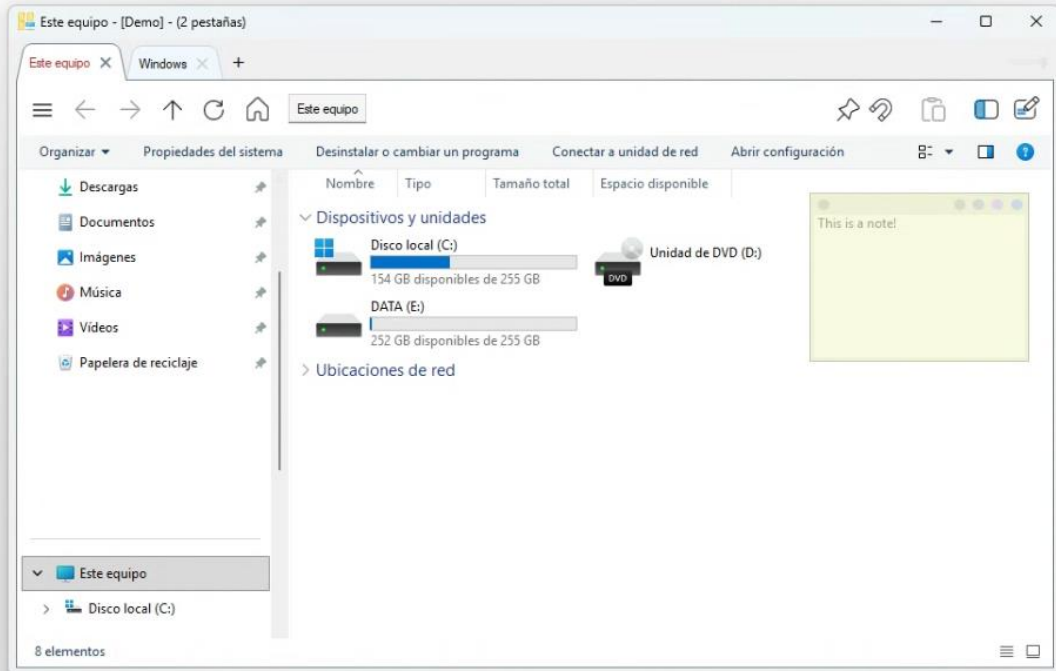 Este equipo - [Demo] - (2 pestañas)
Este equipo
Windows
Este equipo
Organizar
Propiedades del sistema
Desinstalar o cambiar un programa
Conectar a unidad de red
Abrir configuración
Descargas
Documentos
Imágenes
Música
Vídeos
Papelera de reciclaje
Este equipo
Disco local (C:)
Nombre
Tipo
Tamaño total
Espacio disponible
Dispositivos y unidades
Disco local (C:)
154 GB disponibles de 255 GB
DVD
Unidad de DVD (D:)
DATA (E:)
252 GB disponibles de 255 GB
Ubicaciones de red
This is a note!
8 elementos